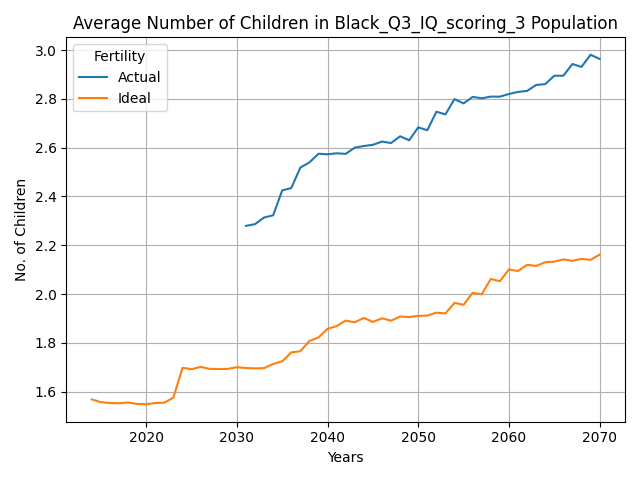 Average Number of Children in Black_Q3_IQ_scoring_3 Population
Fertility
Actual
Ideal
No. of Children
3.0
2.8
2.6
2.4
2.2
2.0
1.8
1.6
2020 2030 2040 2050 2060 2070
Years